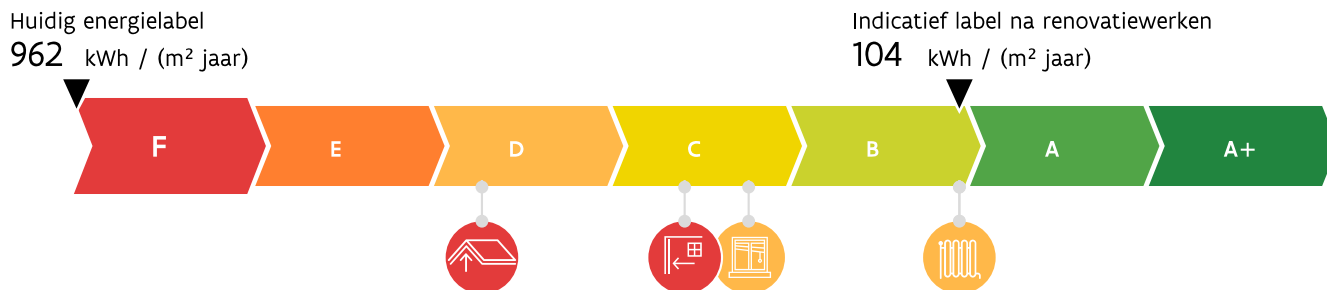 Huidig energielabel
962 kWh / (m² jaar)
Indicatief label na renovatiewerken
104 kWh / (m² jaar)
F E D C B A A+